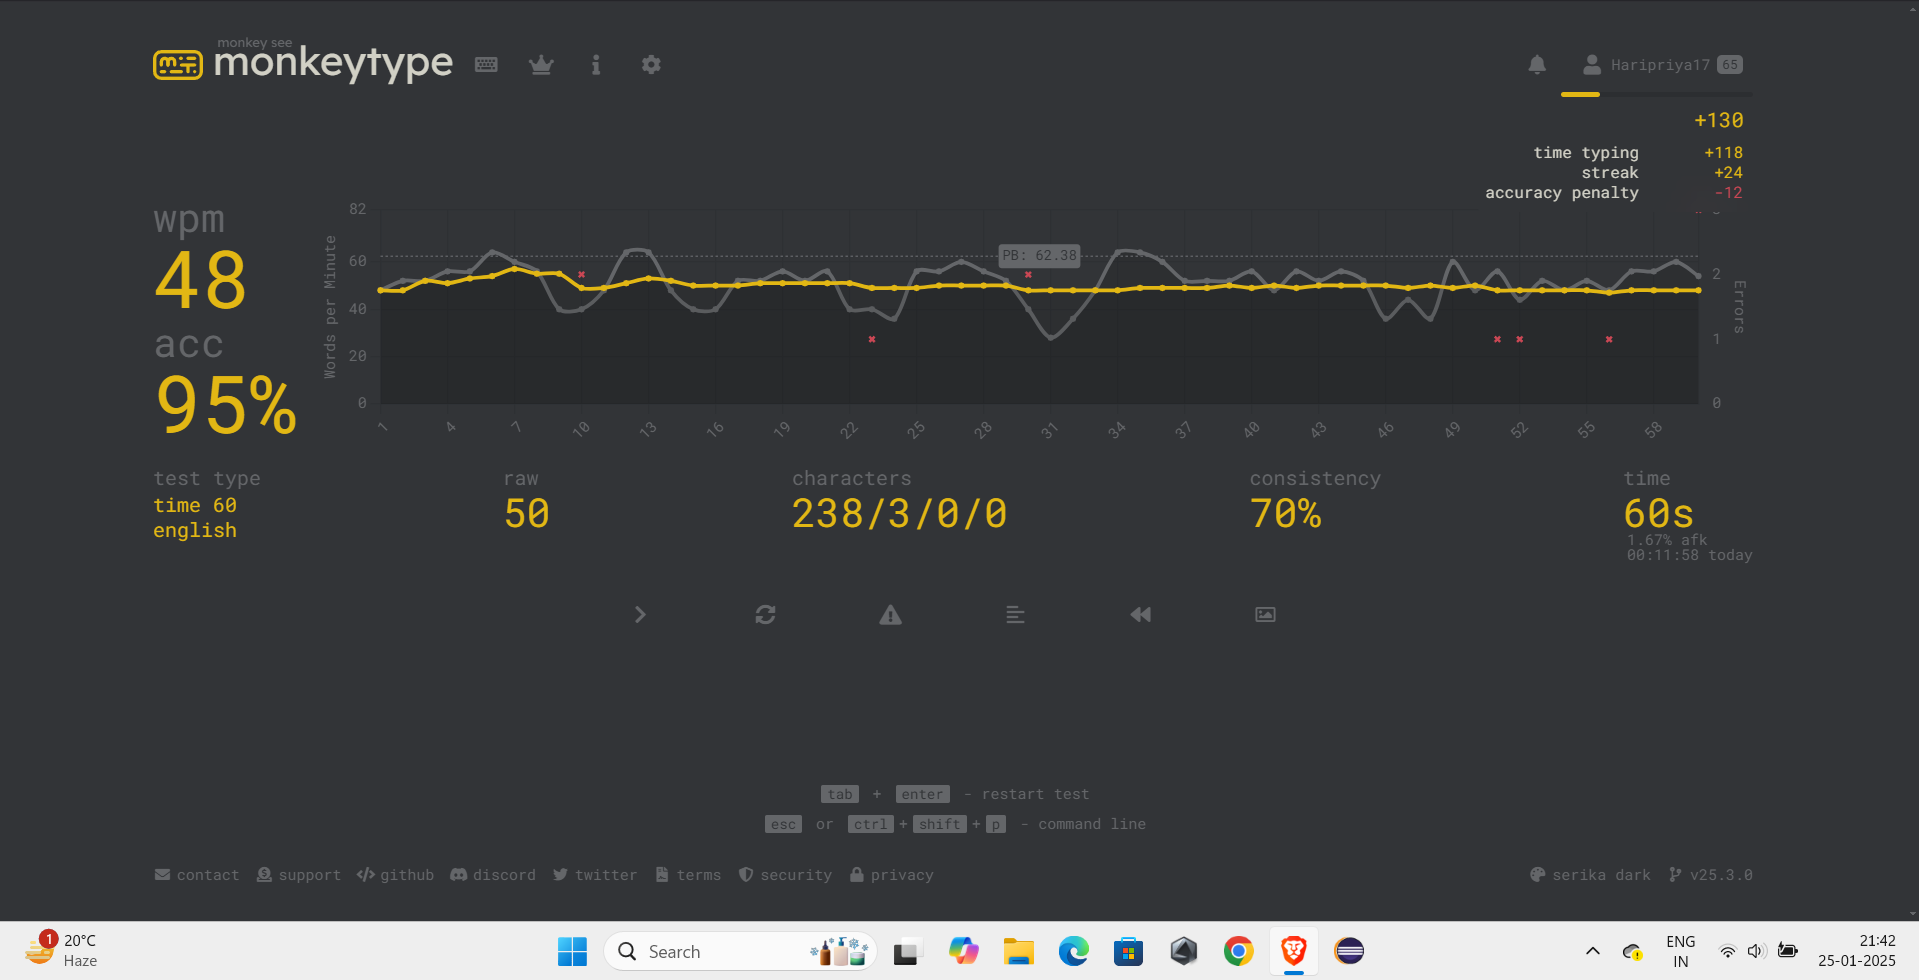 monkey see
monkeytype
Haripriya17 65
+130
time typing +118
streak +24
accuracy penalty -12
wpm
48
acc
95%
Words per Minute
82
60
40
20
0
PB: 62.38
2
1
0
Errors
1 4 7 10 13 16 19 22 25 28 31 34 37 40 43 46 49 52 55 58
test type
time 60
english
raw
50
characters
238/3/0/0
consistency
70%
time
60s
1.67% afk
00:11:58 today
tab + enter - restart test
esc or ctrl + shift + p - command line
contact support github discord twitter terms security privacy serika dark v25.3.0
1
20°C
Haze
Search
ENG
IN
21:42
25-01-2025